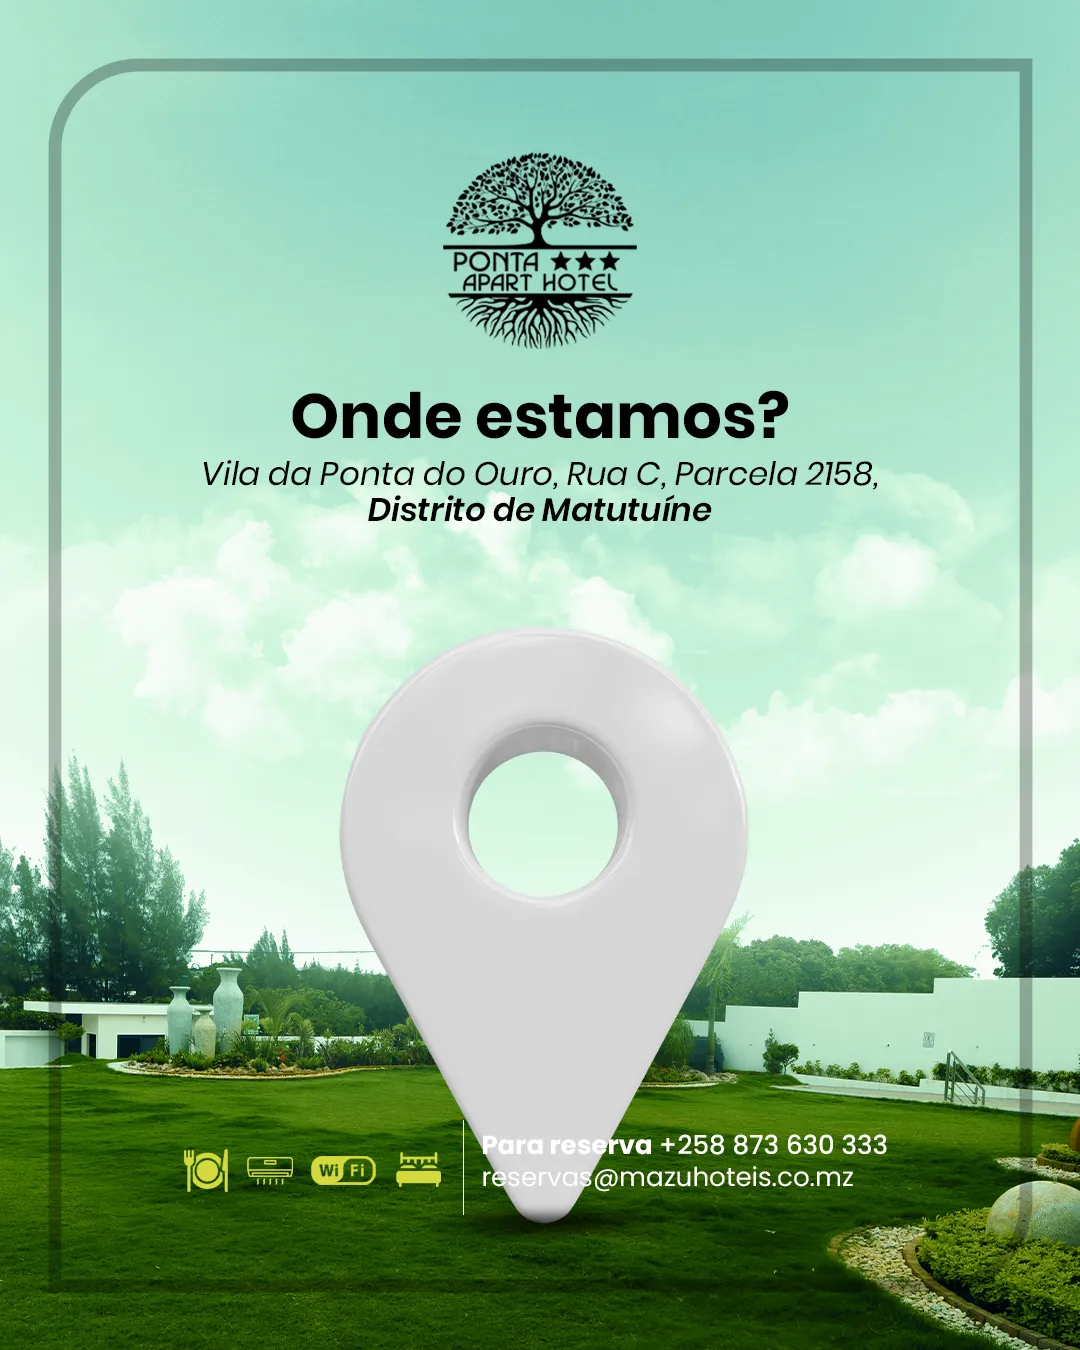 PONTA ★★★
APART HOTEL
Onde estamos?
Vila da Ponta do Ouro, Rua C, Parcela 2158,
Distrito de Matutuíne
Wi Fi
Para reserva +258 873 630 333
reservas@mazuhoteis.co.mz